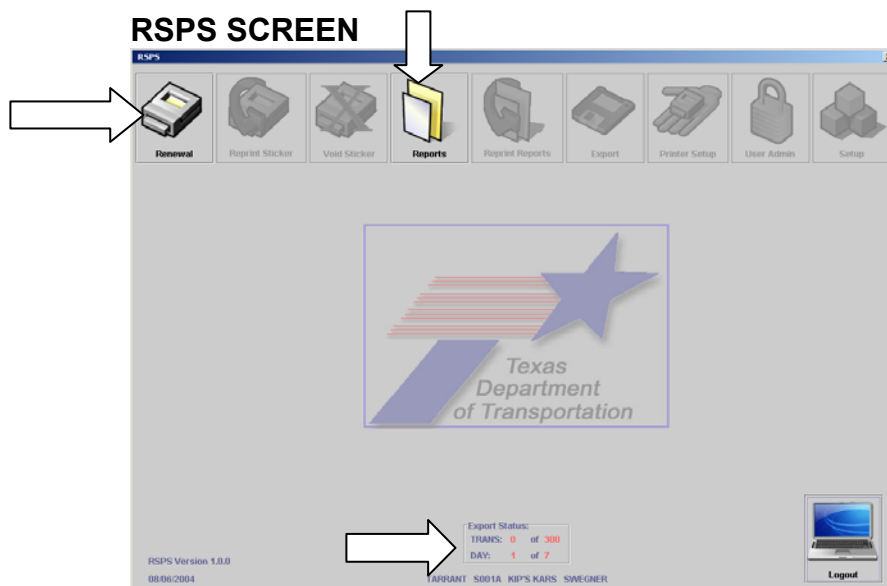 RSPS SCREEN
RSPS
Renewal
Reprint Sticker
Void Sticker
Reports
Reprint Reports
Export
Printer Setup
User Admin
Setup
Texas
Department
of Transportation
Export Status:
TRANS: 0 of 300
DAY: 1 of 7
RSPS Version 1.0.0
08/06/2004
TARRANT S001A KIP'S KARS SWEGNER
Logout